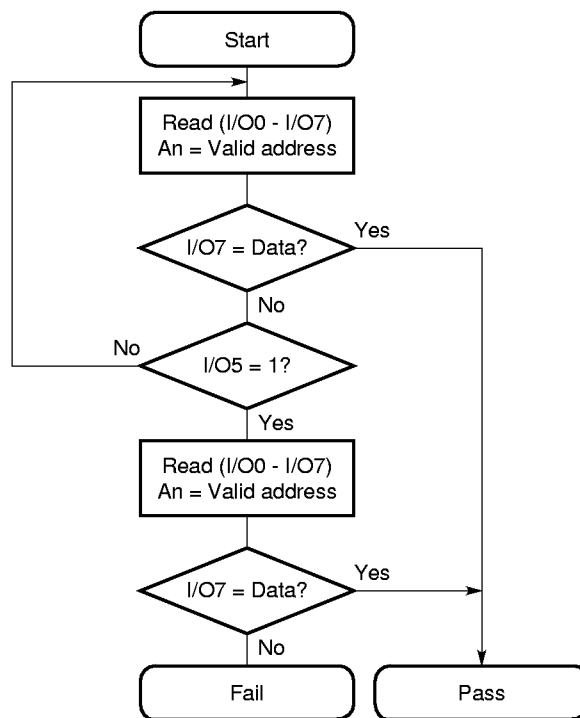 Start
Read (I/O0 - I/O7)
An = Valid address
I/O7 = Data?
Yes
No
No
I/O5 = 1?
Yes
Read (I/O0 - I/O7)
An = Valid address
I/O7 = Data?
Yes
No
Fail
Pass